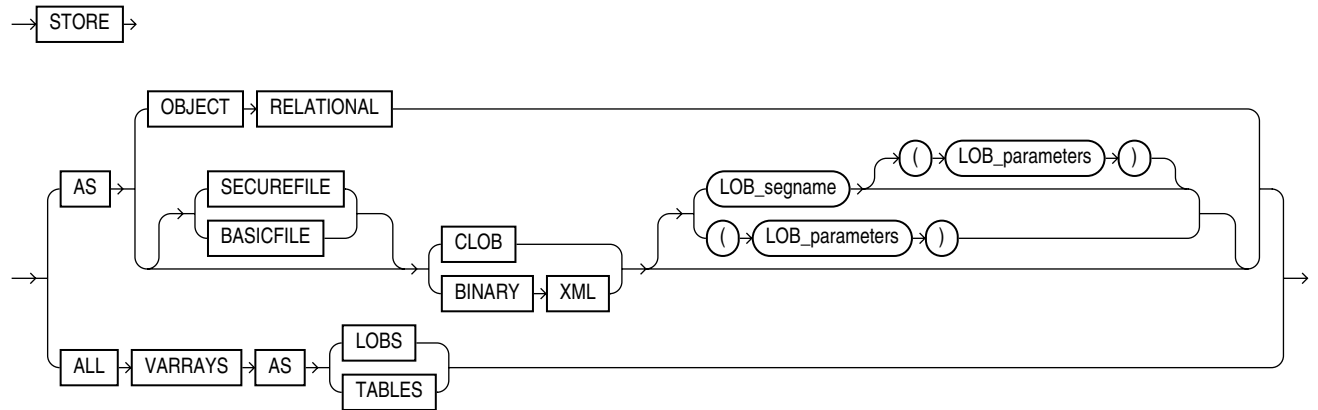 STORE
OBJECT RELATIONAL
( LOB_parameters )
AS SECUREFILE LOB_segname
BASICFILE ( LOB_parameters )
CLOB
BINARY XML
LOBS
ALL VARRAYS AS
TABLES